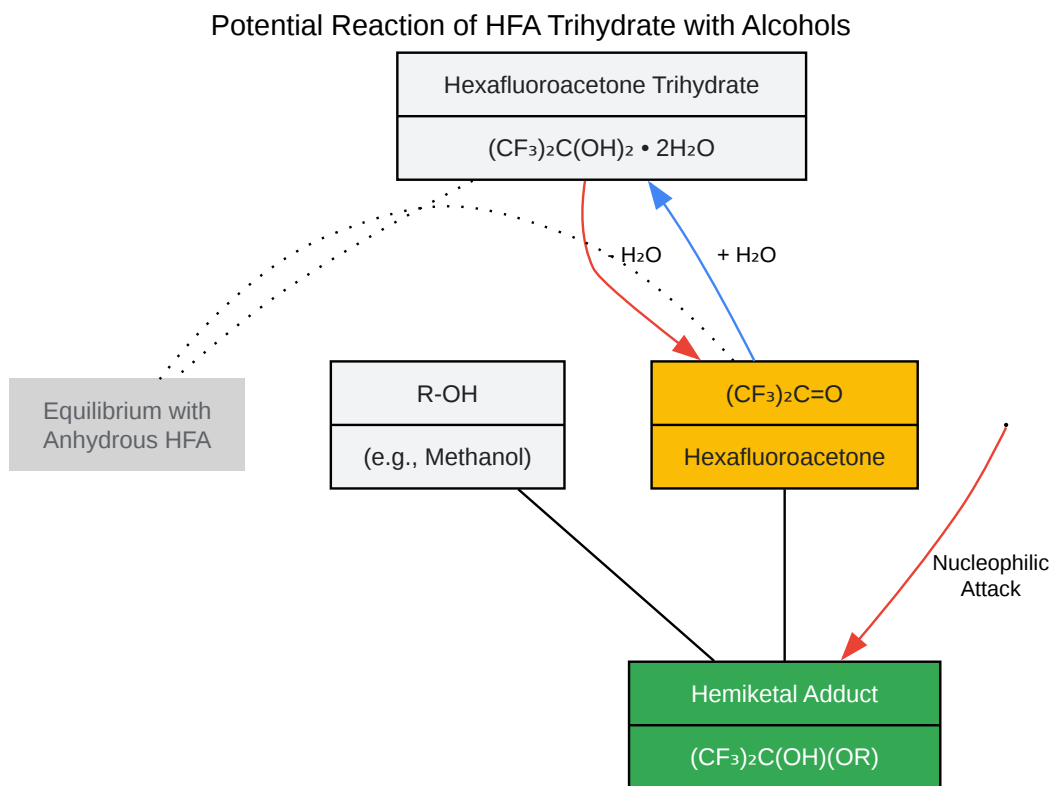 Potential Reaction of HFA Trihydrate with Alcohols
Hexafluoroacetone Trihydrate
(CF₃)₂C(OH)₂ • 2H₂O
- H₂O
+ H₂O
Equilibrium with
Anhydrous HFA
R-OH
(e.g., Methanol)
(CF₃)₂C=O
Hexafluoroacetone
Nucleophilic
Attack
Hemiketal Adduct
(CF₃)₂C(OH)(OR)